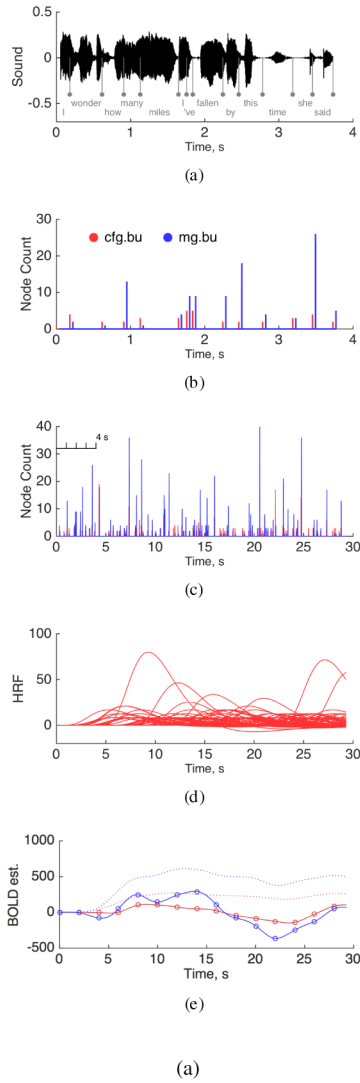 0.5
Sound
0
-0.5
wonder many I fallen this she
I how miles 've by time said
0 1 2 3 4
Time, s
(a)
30
cfg.bu mg.bu
20
Node Count
10
0
0 1 2 3 4
Time, s
(b)
40
4 s
30
Node Count
20
10
0
0 5 10 15 20 25 30
Time, s
(c)
100
HRF
50
0
0 5 10 15 20 25 30
Time, s
(d)
1000
BOLD est.
500
0
-500
0 5 10 15 20 25 30
Time, s
(e)
(a)